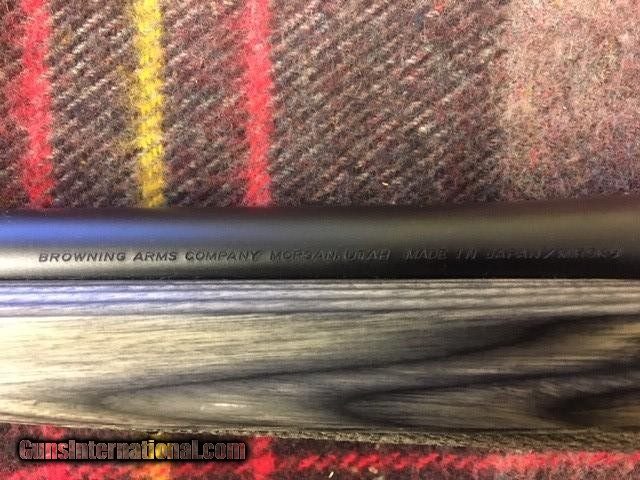 BROWNING ARMS COMPANY MORGAN, UTAH MADE IN JAPAN/MIROKU
GunsInternational.com